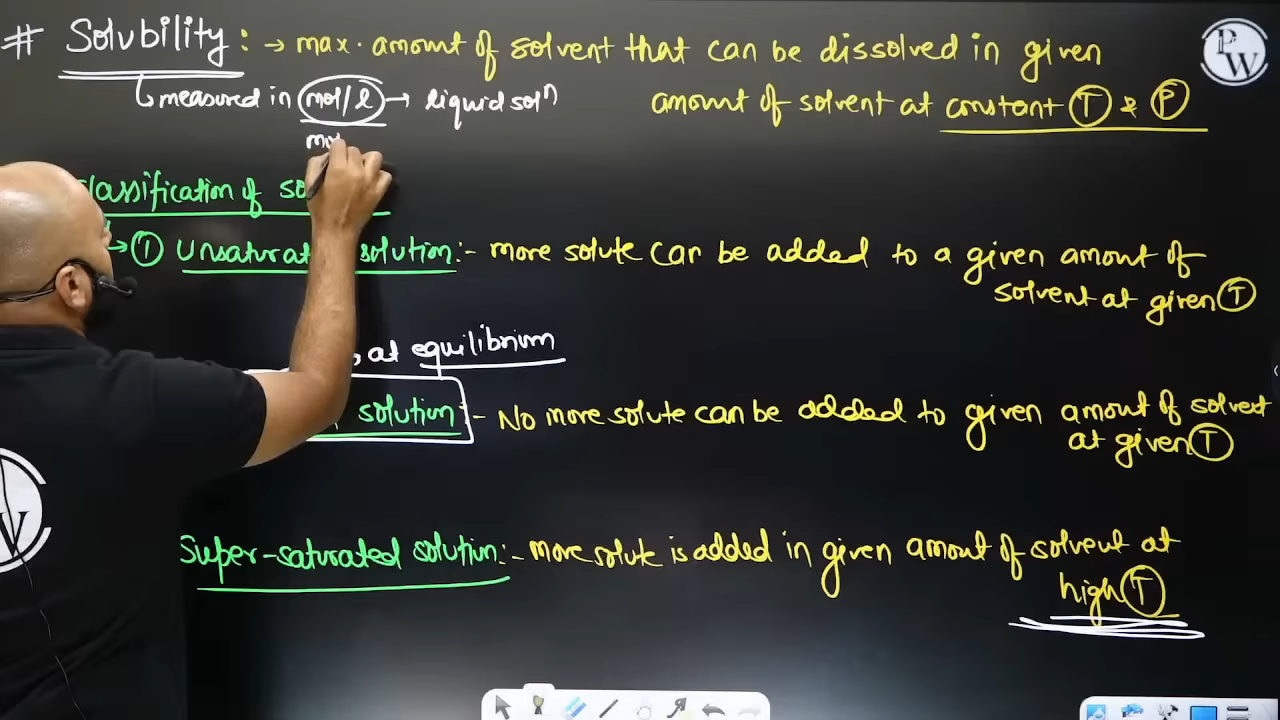 # Solubility : → max. amount of solvent that can be dissolved in given
amount of solvent at constant T & P
measured in mol/l → liquid solⁿ
PW
classification of so
→ ① Unsaturat solution :- more solute can be added to a given amount of
solvent at given T
at equilibrium
solution :- No more solute can be added to given amount of solvent
at given T
Super-saturated solution :- more solute is added in given amount of solvent at
high T